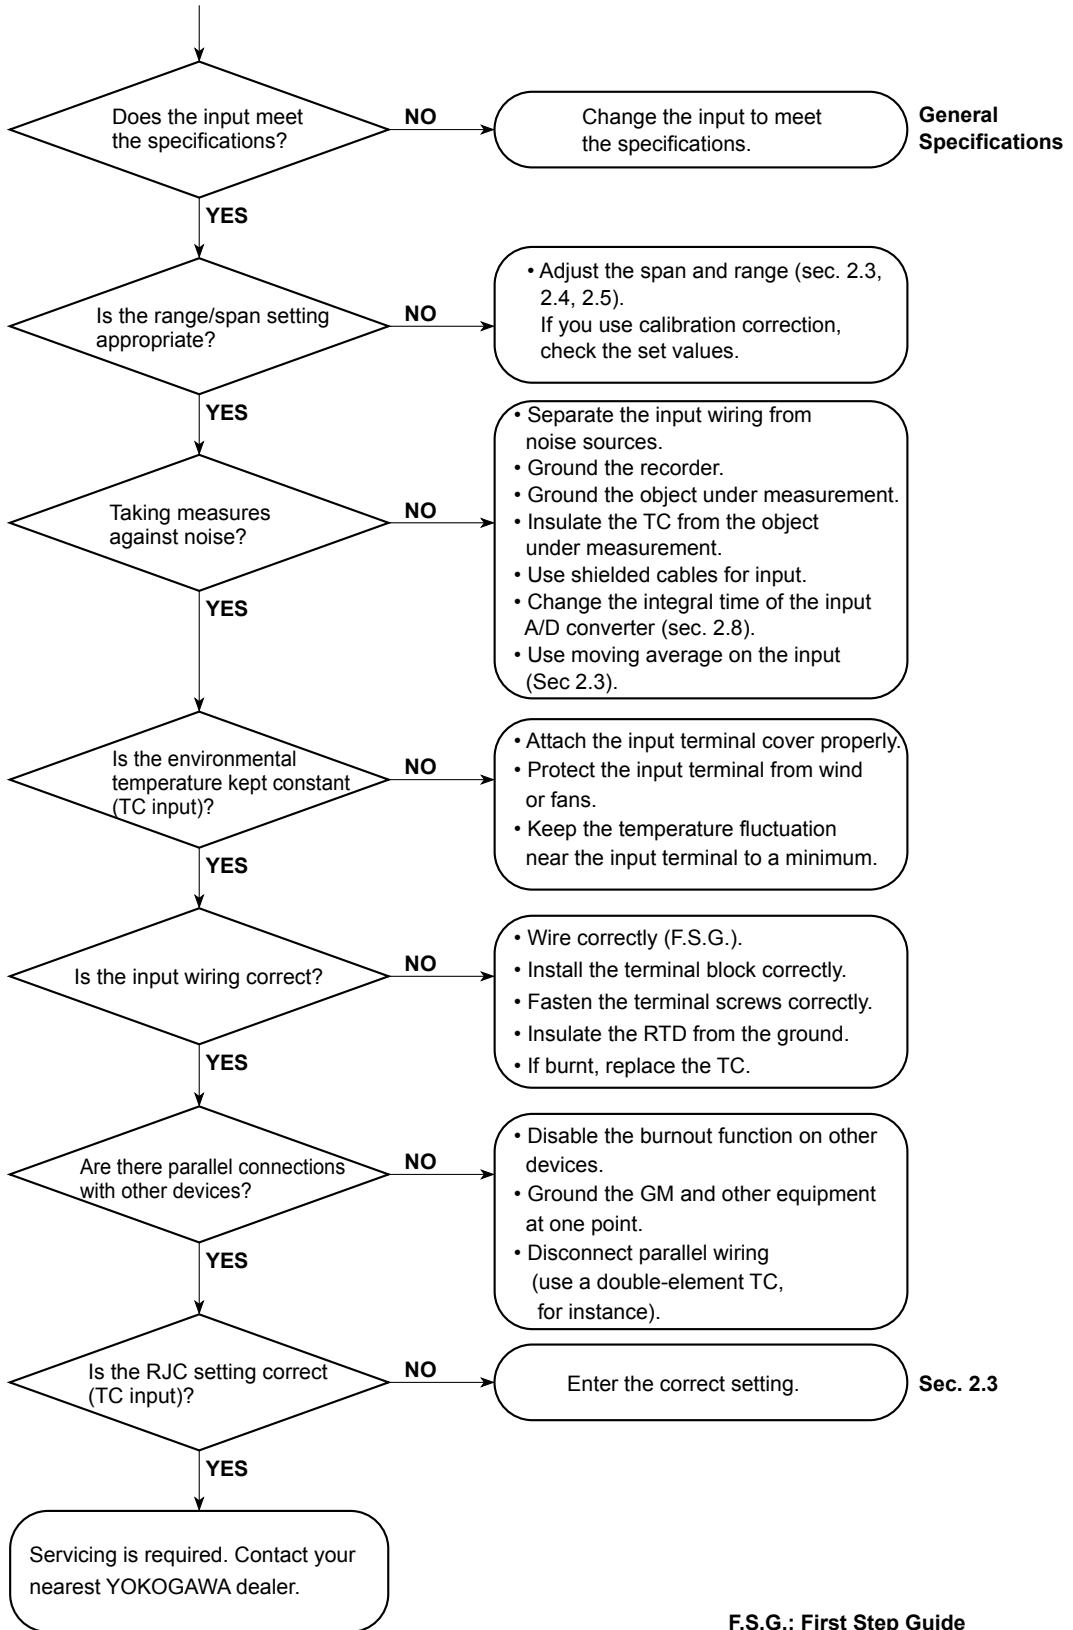 Does the input meet
the specifications?
NO
Change the input to meet
the specifications.
General
Specifications
YES
Is the range/span setting
appropriate?
NO
• Adjust the span and range (sec. 2.3,
2.4, 2.5).
If you use calibration correction,
check the set values.
YES
Taking measures
against noise?
NO
• Separate the input wiring from
noise sources.
• Ground the recorder.
• Ground the object under measurement.
• Insulate the TC from the object
under measurement.
• Use shielded cables for input.
• Change the integral time of the input
A/D converter (sec. 2.8).
• Use moving average on the input
(Sec 2.3).
YES
Is the environmental
temperature kept constant
(TC input)?
NO
• Attach the input terminal cover properly.
• Protect the input terminal from wind
or fans.
• Keep the temperature fluctuation
near the input terminal to a minimum.
YES
Is the input wiring correct?
NO
• Wire correctly (F.S.G.).
• Install the terminal block correctly.
• Fasten the terminal screws correctly.
• Insulate the RTD from the ground.
• If burnt, replace the TC.
YES
Are there parallel connections
with other devices?
NO
• Disable the burnout function on other
devices.
• Ground the GM and other equipment
at one point.
• Disconnect parallel wiring
(use a double-element TC,
for instance).
YES
Is the RJC setting correct
(TC input)?
NO
Enter the correct setting.
Sec. 2.3
YES
Servicing is required. Contact your
nearest YOKOGAWA dealer.
F.S.G.: First Step Guide